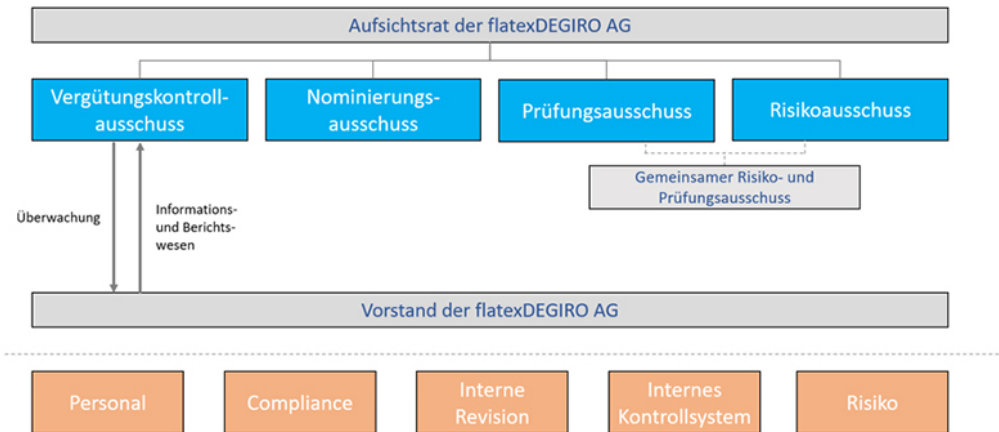 Aufsichtsrat der flatexDEGIRO AG
Vergütungskontroll-
ausschuss
Nominierungs-
ausschuss
Prüfungsausschuss
Risikoausschuss
Gemeinsamer Risiko- und
Prüfungsausschuss
Überwachung
Informations-
und Berichts-
wesen
Vorstand der flatexDEGIRO AG
Personal
Compliance
Interne
Revision
Internes
Kontrollsystem
Risiko